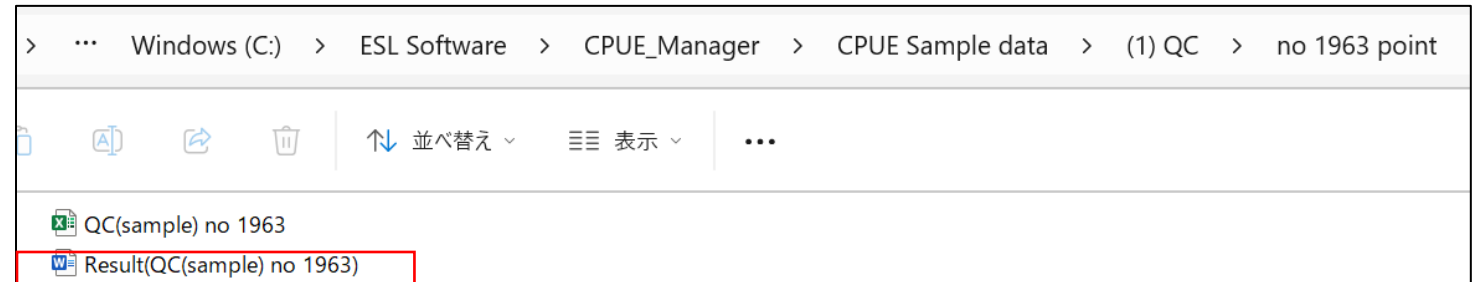 > ··· Windows (C:) > ESL Software > CPUE_Manager > CPUE Sample data > (1) QC > no 1963 point
並べ替え 表示 ···
QC(sample) no 1963
Result(QC(sample) no 1963)